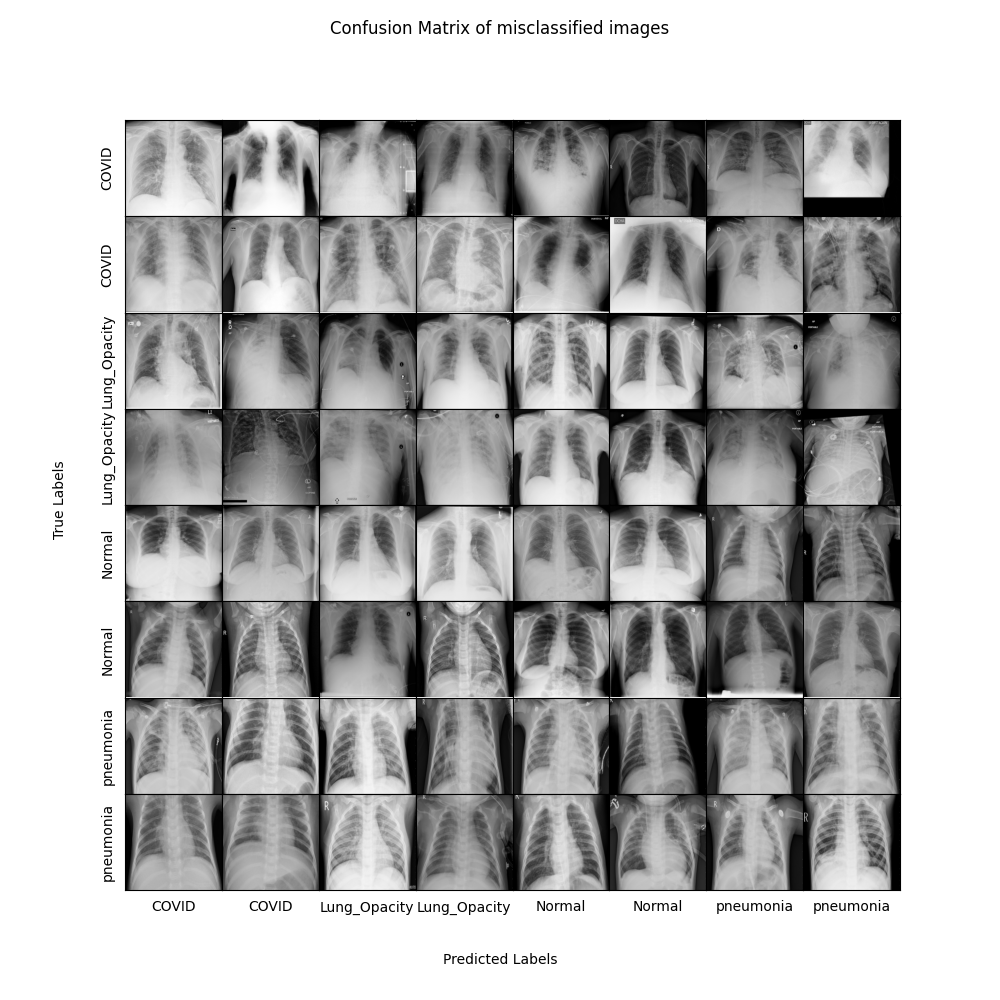 Confusion Matrix of misclassified images
COVID
COVID
Lung_Opacity
Lung_Opacity
Normal
Normal
pneumonia
pneumonia
True Labels
COVID COVID Lung_Opacity Lung_Opacity Normal Normal pneumonia pneumonia
Predicted Labels